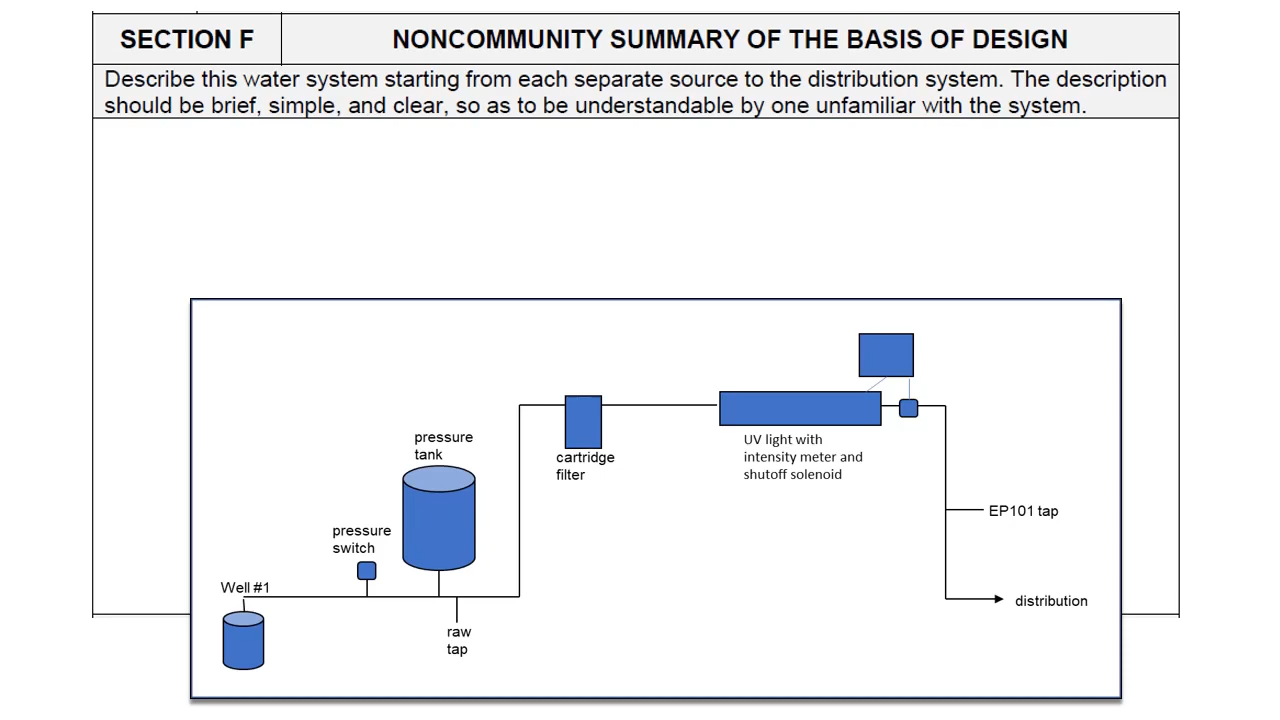 SECTION F
NONCOMMUNITY SUMMARY OF THE BASIS OF DESIGN
Describe this water system starting from each separate source to the distribution system. The description
should be brief, simple, and clear, so as to be understandable by one unfamiliar with the system.
pressure
tank
cartridge
filter
UV light with
intensity meter and
shutoff solenoid
pressure
switch
EP101 tap
Well #1
distribution
raw
tap